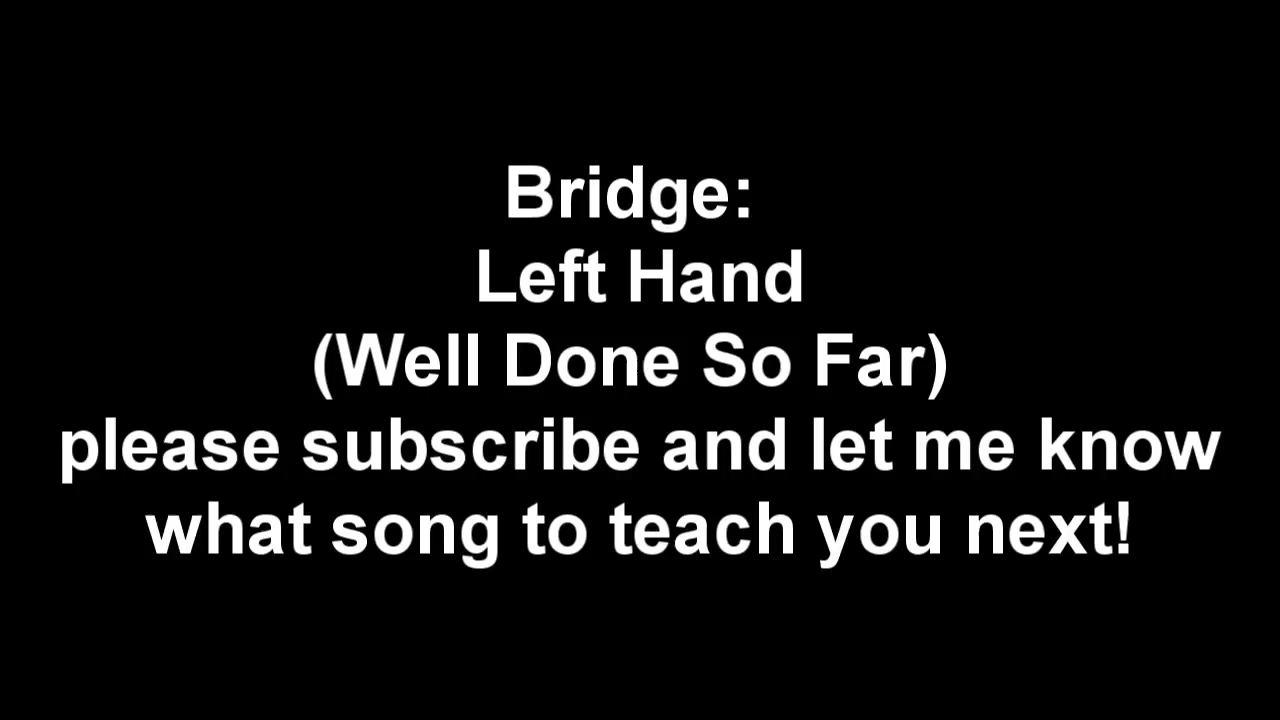 Bridge:
Left Hand
(Well Done So Far)
please subscribe and let me know
what song to teach you next!